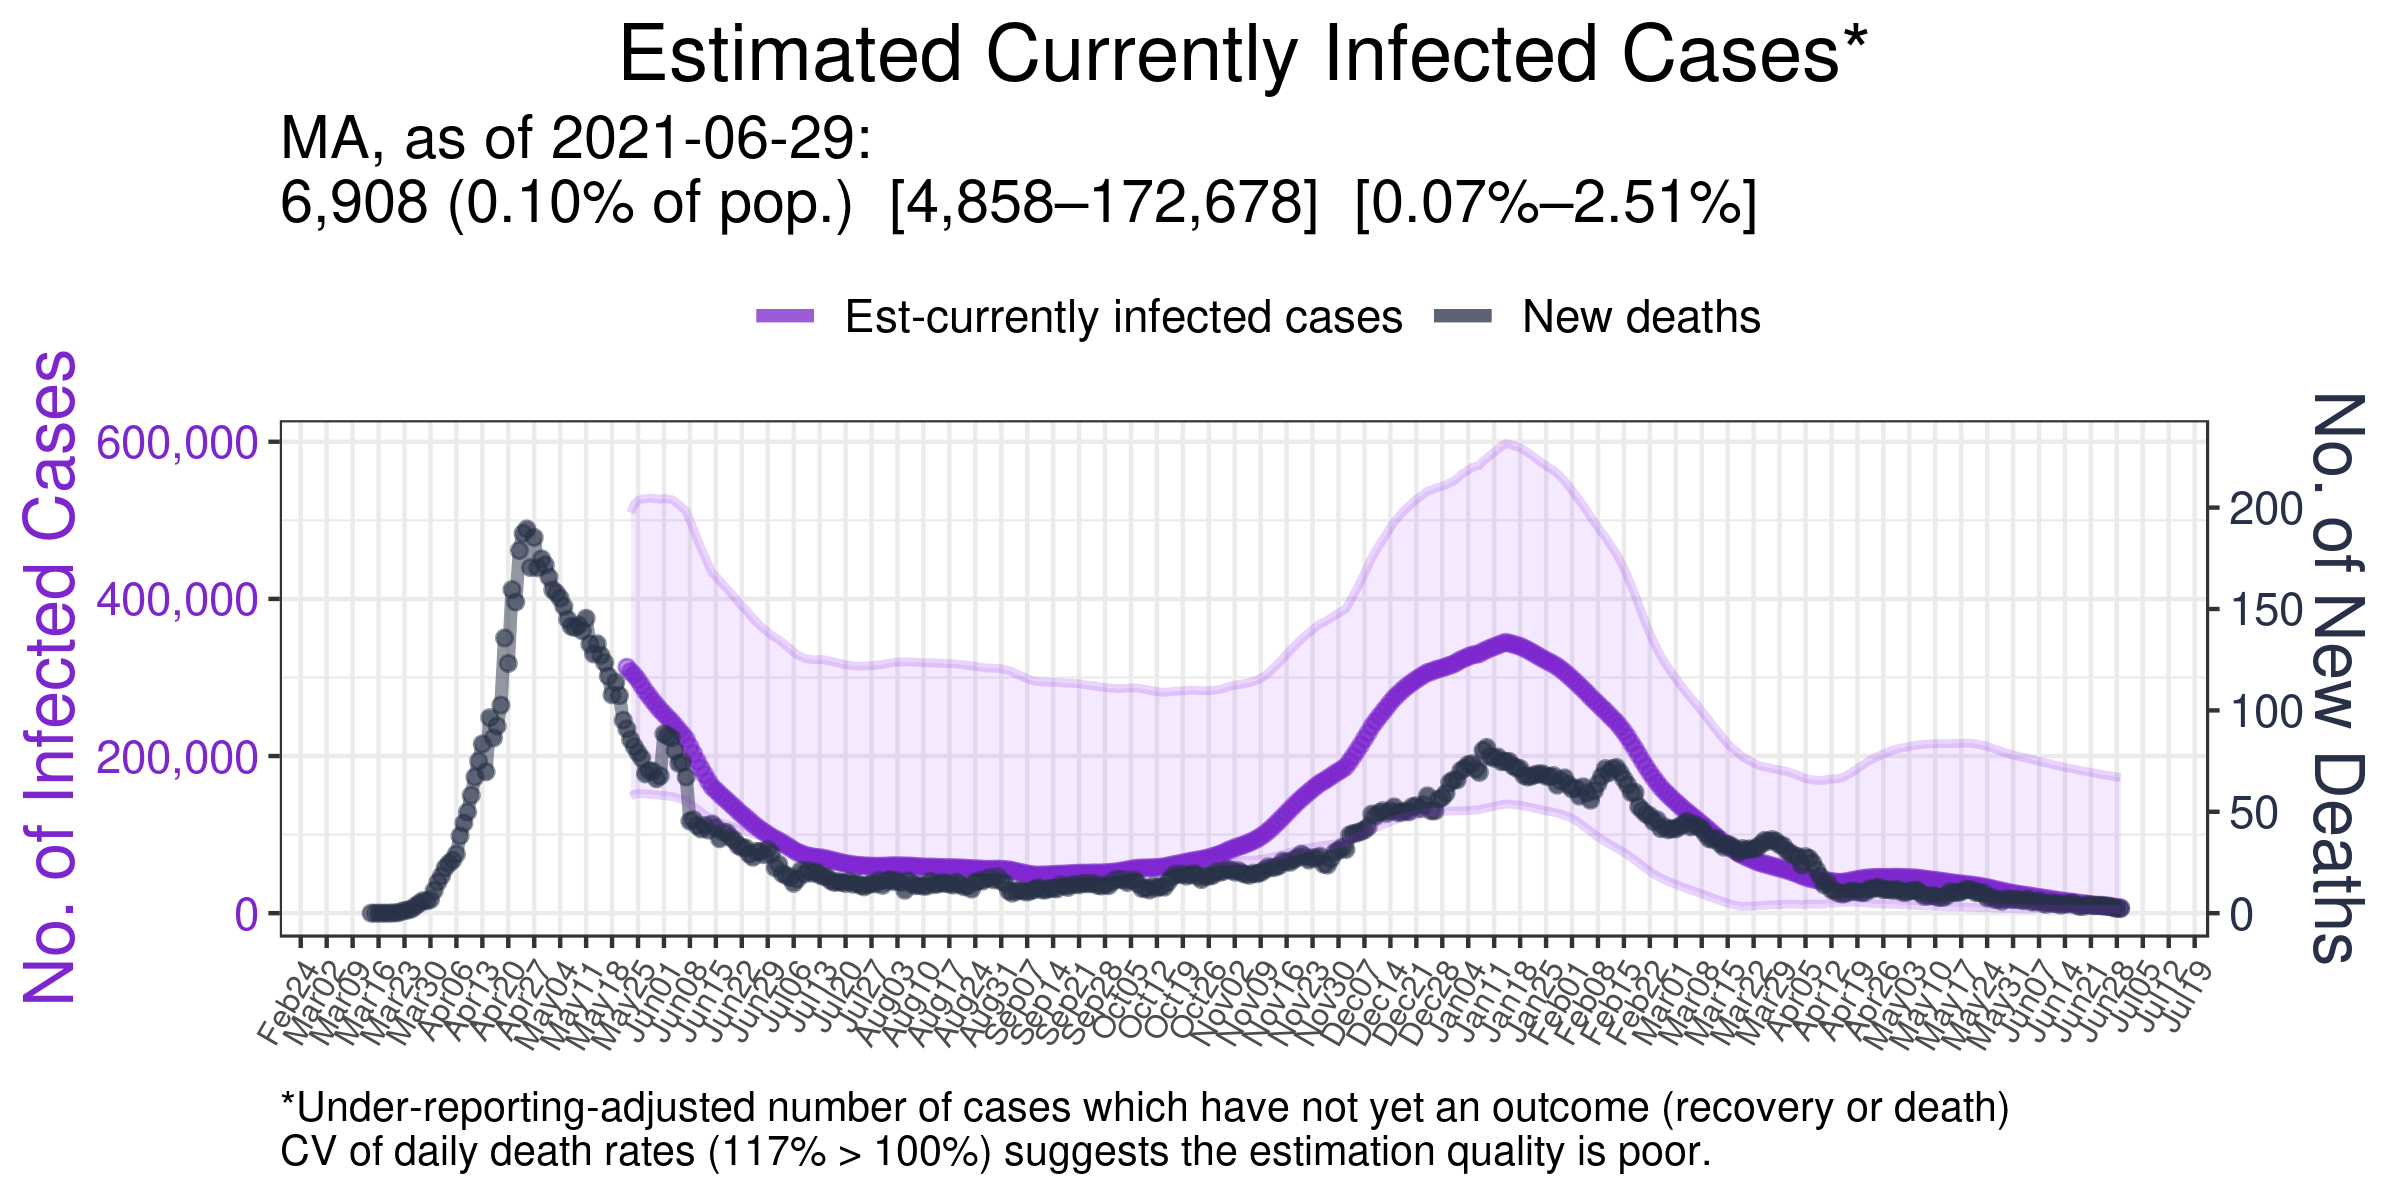 Estimated Currently Infected Cases*
MA, as of 2021-06-29:
6,908 (0.10% of pop.)  [4,858–172,678]  [0.07%–2.51%]
Est-currently infected cases
New deaths
No. of Infected Cases
600,000
400,000
200,000
0
No. of New Deaths
200
150
100
50
0
Feb24
Mar02
Mar09
Mar16
Mar23
Mar30
Apr06
Apr13
Apr20
Apr27
May04
May11
May18
May25
Jun01
Jun08
Jun15
Jun22
Jun29
Jul06
Jul13
Jul20
Jul27
Aug03
Aug10
Aug17
Aug24
Aug31
Sep07
Sep14
Sep21
Sep28
Oct05
Oct12
Oct19
Oct26
Nov02
Nov09
Nov16
Nov23
Nov30
Dec07
Dec14
Dec21
Dec28
Jan04
Jan11
Jan18
Jan25
Feb01
Feb08
Feb15
Feb22
Mar01
Mar08
Mar15
Mar22
Mar29
Apr05
Apr12
Apr19
Apr26
May03
May10
May17
May24
May31
Jun07
Jun14
Jun21
Jun28
Jul05
Jul12
Jul19
*Under-reporting-adjusted number of cases which have not yet an outcome (recovery or death)
CV of daily death rates (117% > 100%) suggests the estimation quality is poor.